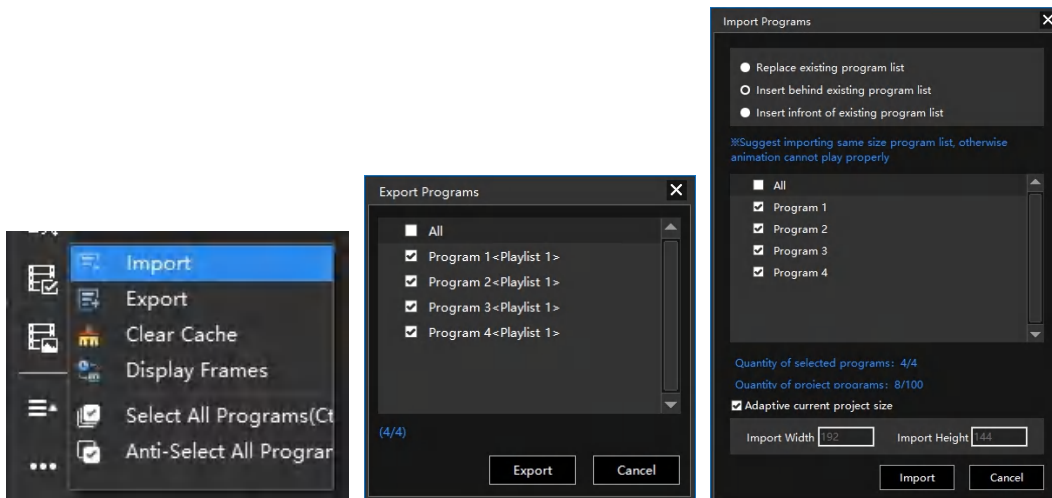 Import
Export
Clear Cache
Display Frames
Select All Programs(Ct
Anti-Select All Progran
Export Programs
All
Program 1<Playlist 1>
Program 2<Playlist 1>
Program 3<Playlist 1>
Program 4<Playlist 1>
(4/4)
Export Cancel
Import Programs
Replace existing program list
Insert behind existing program list
Insert infront of existing program list
※Suggest importing same size program list, otherwise
animation cannot play properly
All
Program 1
Program 2
Program 3
Program 4
Quantity of selected programs: 4/4
Quantity of project programs: 8/100
Adaptive current project size
Import Width 192 Import Height 144
Import Cancel